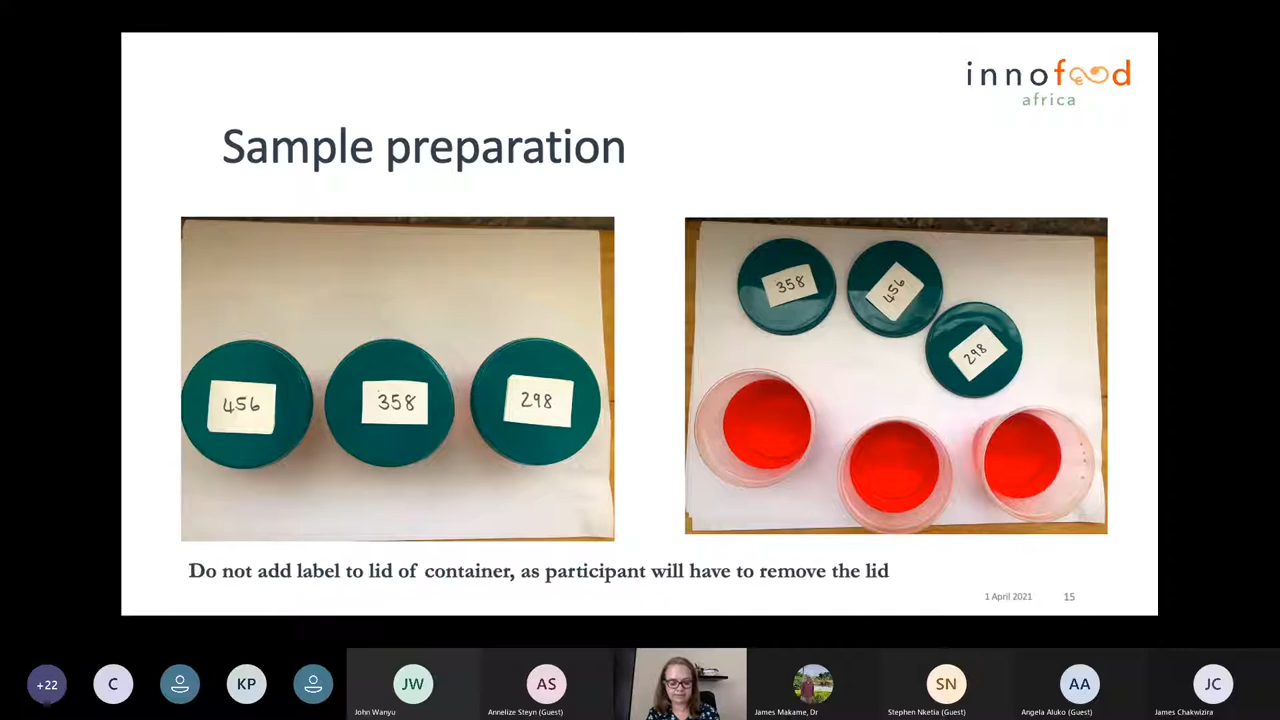 innofood
africa
Sample preparation
456
358
298
358
456
298
Do not add label to lid of container, as participant will have to remove the lid
1 April 2021
15
+22
C
KP
JW
AS
SN
AA
JC
John Wanyu
Annelize Steyn (Guest)
James Makame, Dr
Stephen Nketia (Guest)
Angela Aluko (Guest)
James Chakwizira